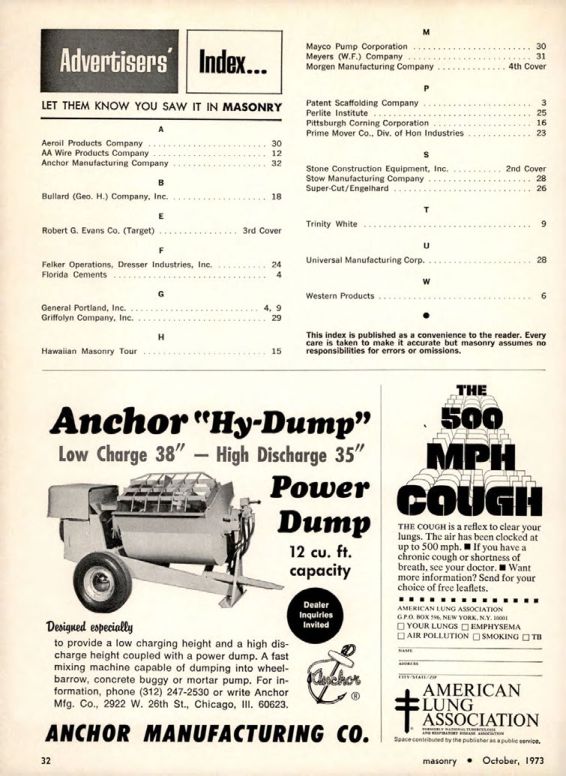 Advertisers' Index...
LET THEM KNOW YOU SAW IT IN MASONRY
A
Aeroil Products Company . . . . . . . . . . 30
AA Wire Products Company . . . . . . . . . . 12
Anchor Manufacturing Company . . . . . . . . . . 32
B
Bullard (Geo. H.) Company, Inc. . . . . . . . . . . 18
E
Robert G. Evans Co. (Target) . . . . . . . . . . 3rd Cover
F
Felker Operations, Dresser Industries, Inc. . . . . . . . . . . 24
Florida Cements . . . . . . . . . . 4
G
General Portland, Inc. . . . . . . . . . . 4, 9
Griffolyn Company, Inc. . . . . . . . . . . 29
H
Hawaiian Masonry Tour . . . . . . . . . . 15
M
Mayco Pump Corporation . . . . . . . . . . 30
Meyers (W.F.) Company . . . . . . . . . . 31
Morgen Manufacturing Company . . . . . . . . . . 4th Cover
P
Patent Scaffolding Company . . . . . . . . . . 3
Perlite Institute . . . . . . . . . . 25
Pittsburgh Corning Corporation . . . . . . . . . . 16
Prime Mover Co., Div. of Hon Industries . . . . . . . . . . 23
S
Stone Construction Equipment, Inc. . . . . . . . . . . 2nd Cover
Stow Manufacturing Company . . . . . . . . . . 28
Super-Cut/Engelhard . . . . . . . . . . 26
T
Trinity White . . . . . . . . . . 9
U
Universal Manufacturing Corp. . . . . . . . . . . 28
W
Western Products . . . . . . . . . . 6
This index is published as a convenience to the reader. Every
care is taken to make it accurate but masonry assumes no
responsibilities for errors or omissions.
Anchor "Hy-Dump"
Low Charge 38" — High Discharge 35"
Power
Dump
12 cu. ft.
capacity
Dealer
Inquiries
Invited
Designed especially
to provide a low charging height and a high dis-
charge height coupled with a power dump. A fast
mixing machine capable of dumping into wheel-
barrow, concrete buggy or mortar pump. For in-
formation, phone (312) 247-2530 or write Anchor
Mfg. Co., 2922 W. 26th St., Chicago, Ill. 60623.
Anchor ®
ANCHOR MANUFACTURING CO.
THE
500
MPH
COUGH
THE COUGH is a reflex to clear your
lungs. The air has been clocked at
up to 500 mph. ■ If you have a
chronic cough or shortness of
breath, see your doctor. ■ Want
more information? Send for your
choice of free leaflets.
AMERICAN LUNG ASSOCIATION
G.P.O. BOX 596, NEW YORK, N.Y. 10001
☐ YOUR LUNGS ☐ EMPHYSEMA
☐ AIR POLLUTION ☐ SMOKING ☐ TB
NAME
ADDRESS
CITY/STATE/ZIP
AMERICAN
LUNG
ASSOCIATION
FORMERLY NATIONAL TUBERCULOSIS
AND RESPIRATORY DISEASE ASSOCIATION
Space contributed by the publisher as a public service.
32
masonry • October, 1973